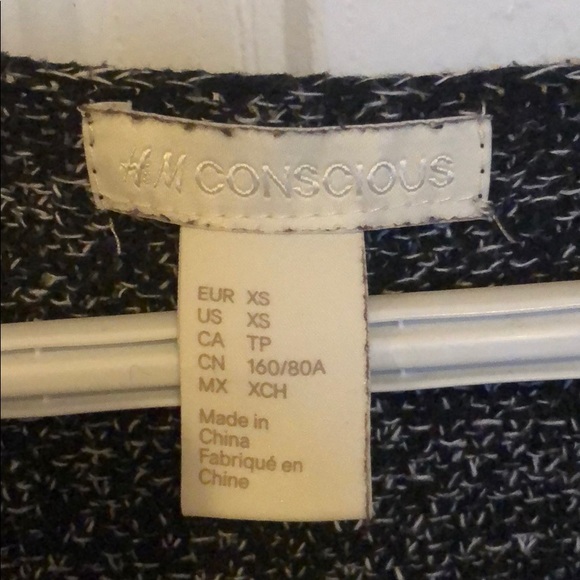 H&M CONSCIOUS
EUR XS
US XS
CA TP
CN 160/80A
MX XCH
Made in
China
Fabriqué en
Chine